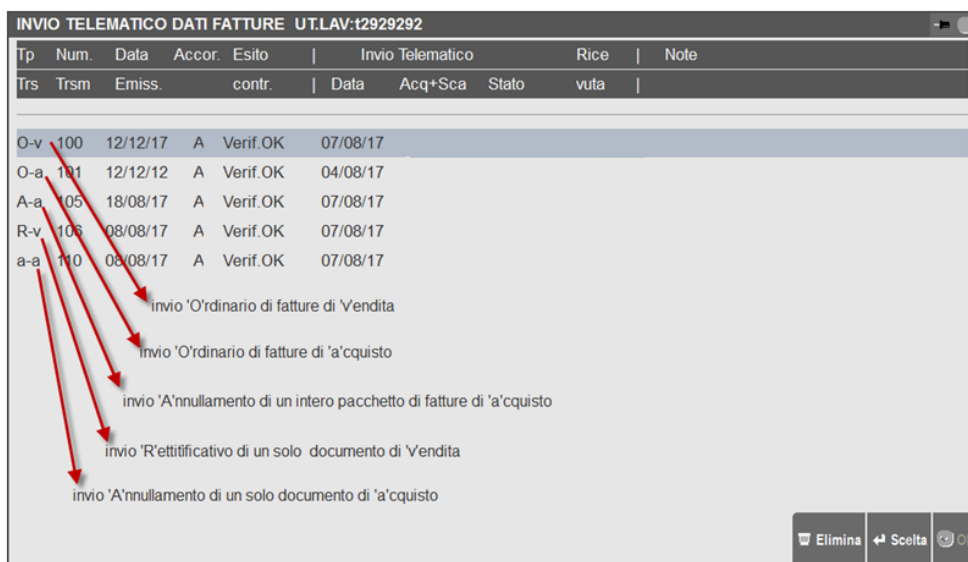 INVIO TELEMATICO DATI FATTURE UT.LAV:t2929292
Tp Num. Data Accor. Esito | Invio Telematico Rice | Note
Trs Trsm Emiss. contr. | Data Acq+Sca Stato vuta |
O-v 100 12/12/17 A Verif.OK 07/08/17
O-a 101 12/12/12 A Verif.OK 04/08/17
A-a 105 18/08/17 A Verif.OK 07/08/17
R-v 106 08/08/17 A Verif.OK 07/08/17
a-a 110 08/08/17 A Verif.OK 07/08/17
invio 'O'rdinario di fatture di 'v'endita
invio 'O'rdinario di fatture di 'a'cquisto
invio 'A'nnullamento di un intero pacchetto di fatture di 'a'cquisto
invio 'R'ettitificativo di un solo documento di 'v'endita
invio 'A'nnullamento di un solo documento di 'a'cquisto
Elimina Scelta